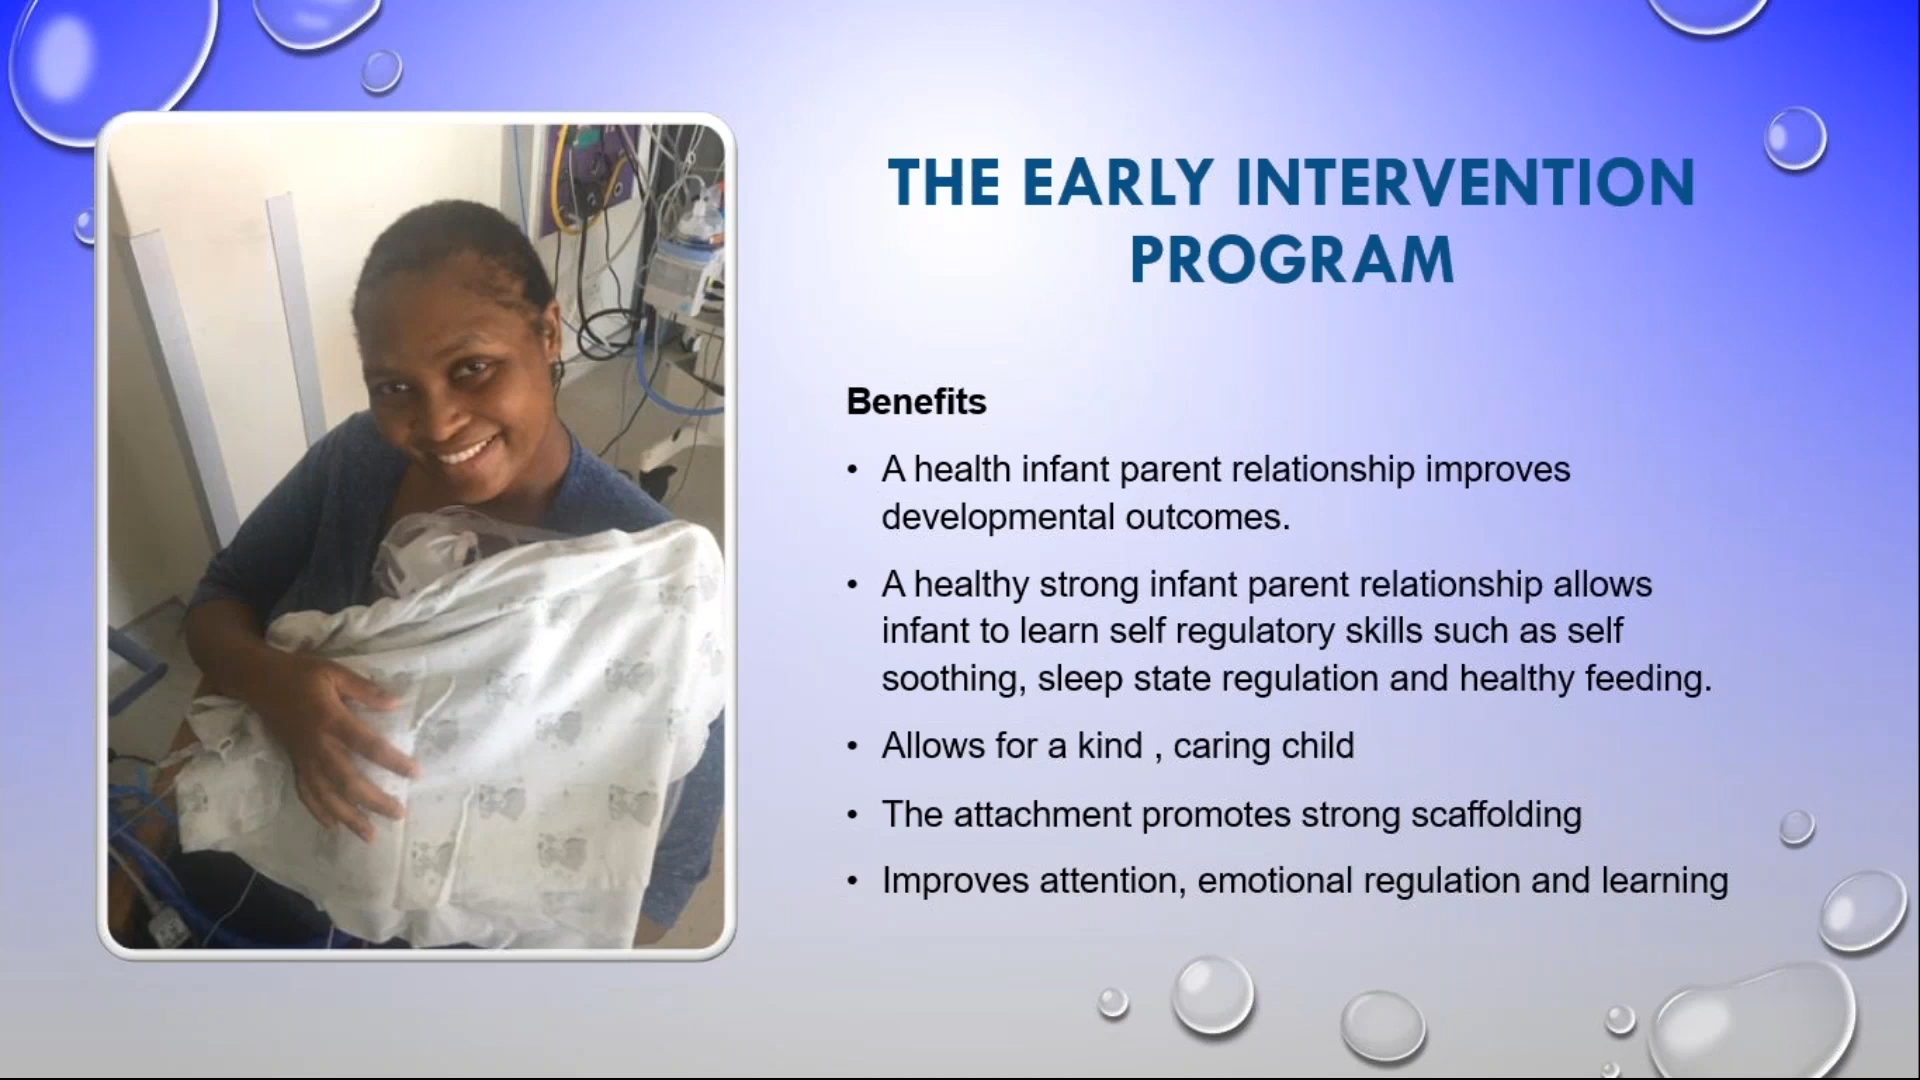 THE EARLY INTERVENTION
PROGRAM
Benefits
• A health infant parent relationship improves
developmental outcomes.
• A healthy strong infant parent relationship allows
infant to learn self regulatory skills such as self
soothing, sleep state regulation and healthy feeding.
• Allows for a kind , caring child
• The attachment promotes strong scaffolding
• Improves attention, emotional regulation and learning